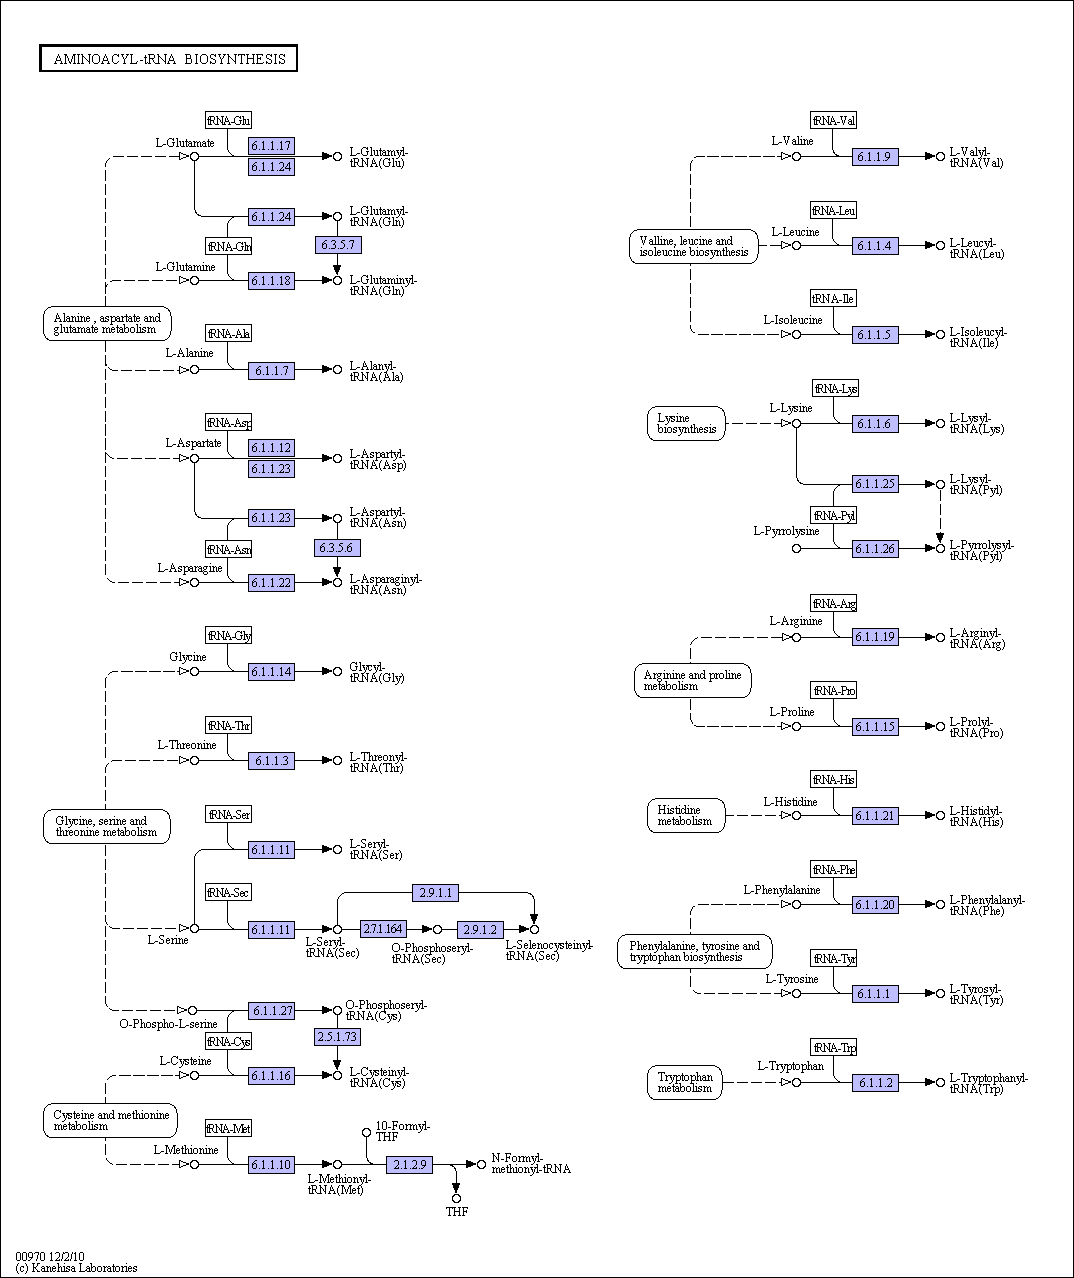 AMINOACYL-tRNA BIOSYNTHESIS
tRNA-Glu
L-Glutamate
6.1.1.17
6.1.1.24
L-Glutamyl-
tRNA(Glu)
6.1.1.24
L-Glutamyl-
tRNA(Gln)
tRNA-Gln
6.3.5.7
L-Glutamine
6.1.1.18
L-Glutaminyl-
tRNA(Gln)
Alanine , aspartate and
glutamate metabolism
tRNA-Ala
L-Alanine
6.1.1.7
L-Alanyl-
tRNA(Ala)
tRNA-Asp
L-Aspartate
6.1.1.12
6.1.1.23
L-Aspartyl-
tRNA(Asp)
6.1.1.23
L-Aspartyl-
tRNA(Asn)
tRNA-Asn
6.3.5.6
L-Asparagine
6.1.1.22
L-Asparaginyl-
tRNA(Asn)
tRNA-Gly
Glycine
6.1.1.14
Glycyl-
tRNA(Gly)
tRNA-Thr
L-Threonine
6.1.1.3
L-Threonyl-
tRNA(Thr)
Glycine, serine and
threonine metabolism
tRNA-Ser
6.1.1.11
L-Seryl-
tRNA(Ser)
tRNA-Sec
L-Serine
6.1.1.11
L-Seryl-
tRNA(Sec)
2.9.1.1
2.7.1.164
O-Phosphoseryl-
tRNA(Sec)
2.9.1.2
L-Selenocysteinyl-
tRNA(Sec)
O-Phospho-L-serine
6.1.1.27
O-Phosphoseryl-
tRNA(Cys)
tRNA-Cys
2.5.1.73
L-Cysteine
6.1.1.16
L-Cysteinyl-
tRNA(Cys)
Cysteine and methionine
metabolism
tRNA-Met
L-Methionine
6.1.1.10
L-Methionyl-
tRNA(Met)
10-Formyl-
THF
2.1.2.9
N-Formyl-
methionyl-tRNA
THF
tRNA-Val
L-Valine
6.1.1.9
L-Valyl-
tRNA(Val)
tRNA-Leu
Valline, leucine and
isoleucine biosynthesis
L-Leucine
6.1.1.4
L-Leucyl-
tRNA(Leu)
tRNA-Ile
L-Isoleucine
6.1.1.5
L-Isoleucyl-
tRNA(Ile)
tRNA-Lys
Lysine
biosynthesis
L-Lysine
6.1.1.6
L-Lysyl-
tRNA(Lys)
6.1.1.25
L-Lysyl-
tRNA(Pyl)
tRNA-Pyl
L-Pyrrolysine
6.1.1.26
L-Pyrrolysyl-
tRNA(Pyl)
tRNA-Arg
L-Arginine
6.1.1.19
L-Arginyl-
tRNA(Arg)
Arginine and proline
metabolism
tRNA-Pro
L-Proline
6.1.1.15
L-Prolyl-
tRNA(Pro)
tRNA-His
Histidine
metabolism
L-Histidine
6.1.1.21
L-Histidyl-
tRNA(His)
tRNA-Phe
L-Phenylalanine
6.1.1.20
L-Phenylalanyl-
tRNA(Phe)
Phenylalanine, tyrosine and
tryptophan biosynthesis
tRNA-Tyr
L-Tyrosine
6.1.1.1
L-Tyrosyl-
tRNA(Tyr)
tRNA-Trp
Tryptophan
metabolism
L-Tryptophan
6.1.1.2
L-Tryptophanyl-
tRNA(Trp)
00970 12/2/10
(c) Kanehisa Laboratories